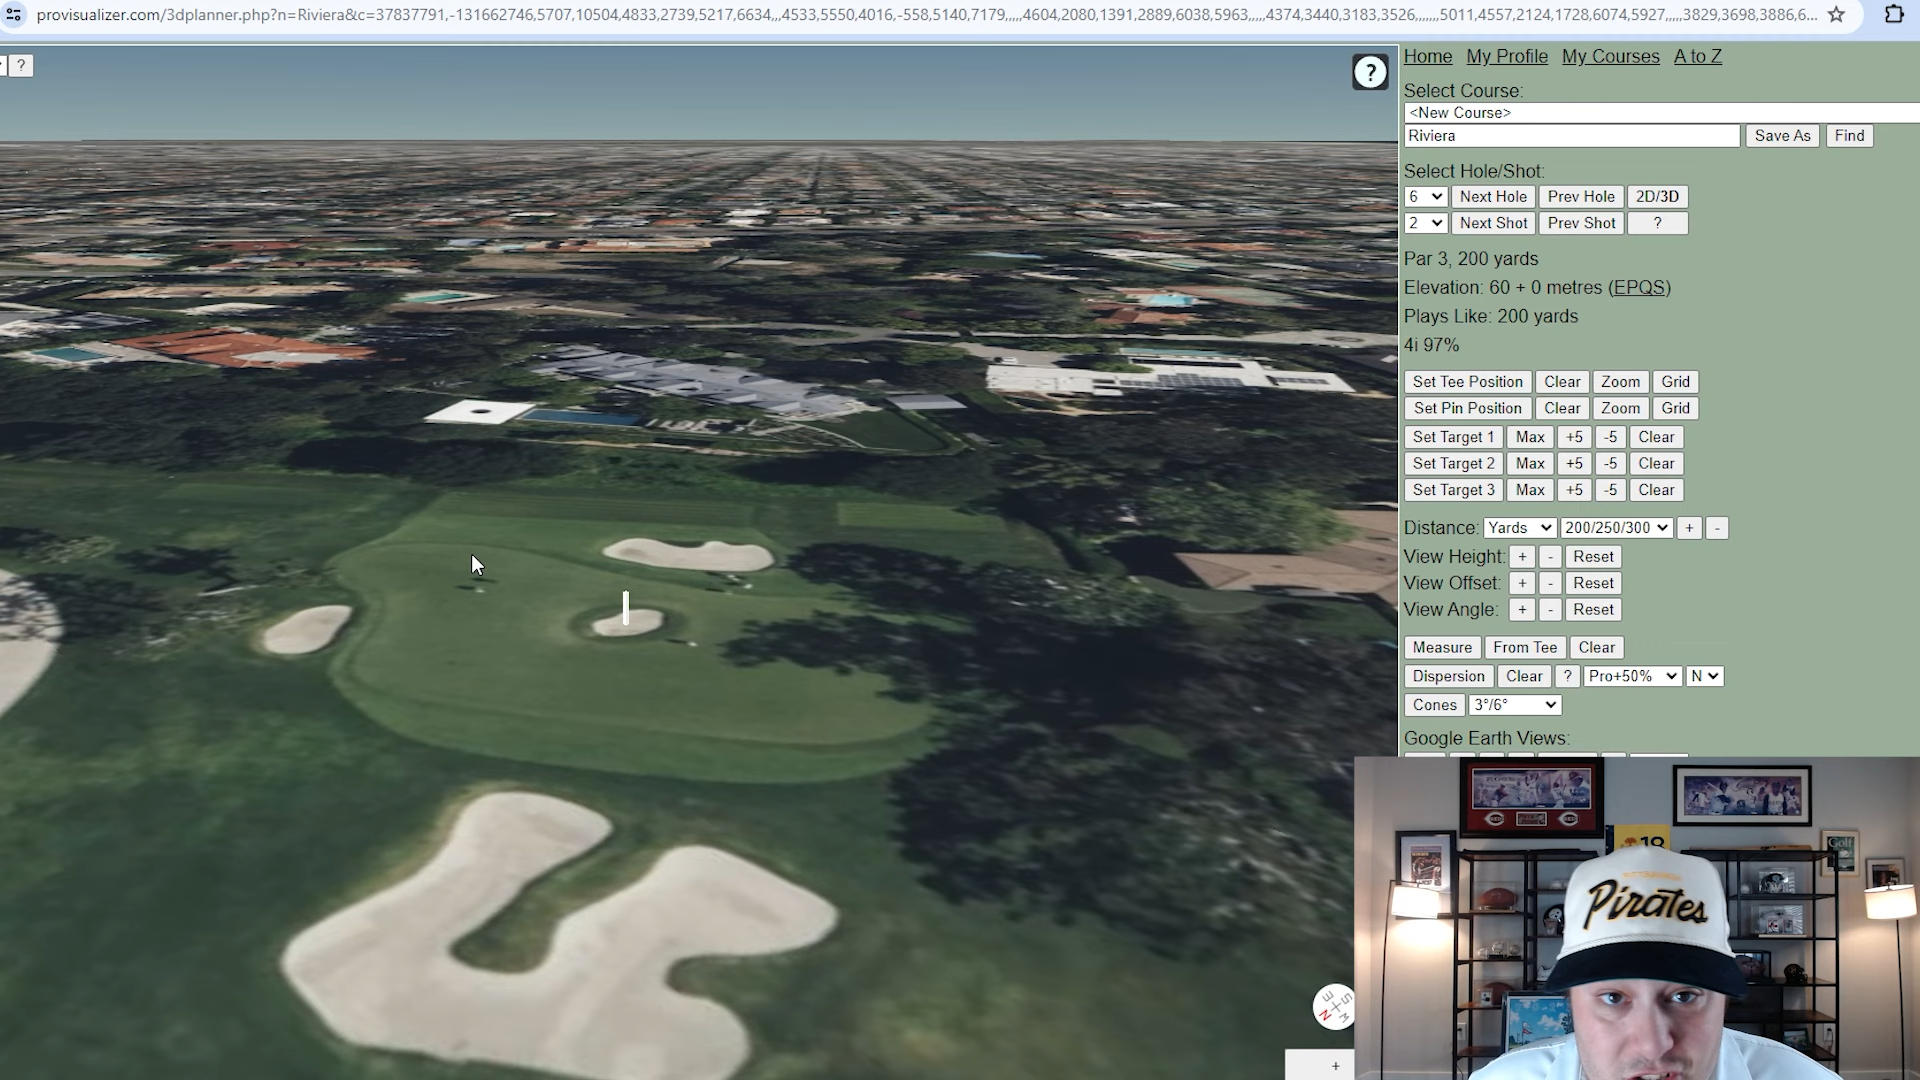 provisualizer.com/3dplanner.php?n=Riviera&c=37837791,-131662746,5707,10504,4833,2739,5217,6634,,,4533,5550,4016,-558,5140,7179,,,,,4604,2080,1391,2889,6038,5963,,,,,4374,3440,3183,3526,,,,,,,5011,4557,2124,1728,6074,5927,,,,,3829,3698,3886,6...
?
?
Home My Profile My Courses A to Z
Select Course:
<New Course>
Riviera Save As Find
Select Hole/Shot:
6 Next Hole Prev Hole 2D/3D
2 Next Shot Prev Shot ?
Par 3, 200 yards
Elevation: 60 + 0 metres (EPQS)
Plays Like: 200 yards
4i 97%
Set Tee Position Clear Zoom Grid
Set Pin Position Clear Zoom Grid
Set Target 1 Max +5 -5 Clear
Set Target 2 Max +5 -5 Clear
Set Target 3 Max +5 -5 Clear
Distance: Yards 200/250/300 + -
View Height: + - Reset
View Offset: + - Reset
View Angle: + - Reset
Measure From Tee Clear
Dispersion Clear ? Pro+50% N
Cones 3°/6°
Google Earth Views:
Golf
Pirates
N E S W
+